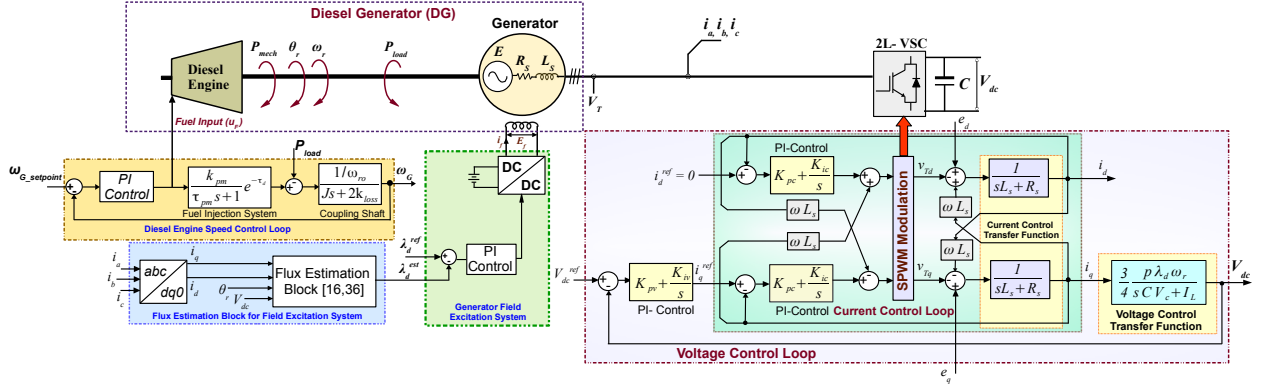 Diesel Generator (DG)
Generator
Diesel
Engine
P_mech
θ_r
ω_r
P_load
E
R_s
L_s
V_T
i_a, i_b, i_c
2L- VSC
C
V_dc
Fuel Input (u_F)
i_f
E_f
DC
DC
P_load
ω_G_setpoint
PI
Control
k_pm
τ_pm s+1
e^-τ_d
Fuel Injection System
1/ω_ro
Js+2k_loss
Coupling Shaft
ω_G
Diesel Engine Speed Control Loop
λ_d^ref
λ_d^est
PI
Control
Generator Field
Excitation System
i_a
i_b
i_c
abc
dq0
i_q
i_d
θ_r
V_dc
Flux Estimation
Block [16,36]
Flux Estimation Block for Field Excitation System
e_d
PI-Control
i_d^ref =0
K_pc + K_ic
s
ω L_s
ω L_s
SPWM Modulation
v_Td
1
sL_s+R_s
i_d
ω L_s
ω L_s
Current Control
Transfer Function
V_dc^ref
K_pv + K_iv
s
PI- Control
i_q^ref
K_pc + K_ic
s
PI-Control
Current Control Loop
v_Tq
1
sL_s+R_s
i_q
3
4
p λ_d ω_r
s C V_c + I_L
V_dc
Voltage Control
Transfer Function
Voltage Control Loop
e_q